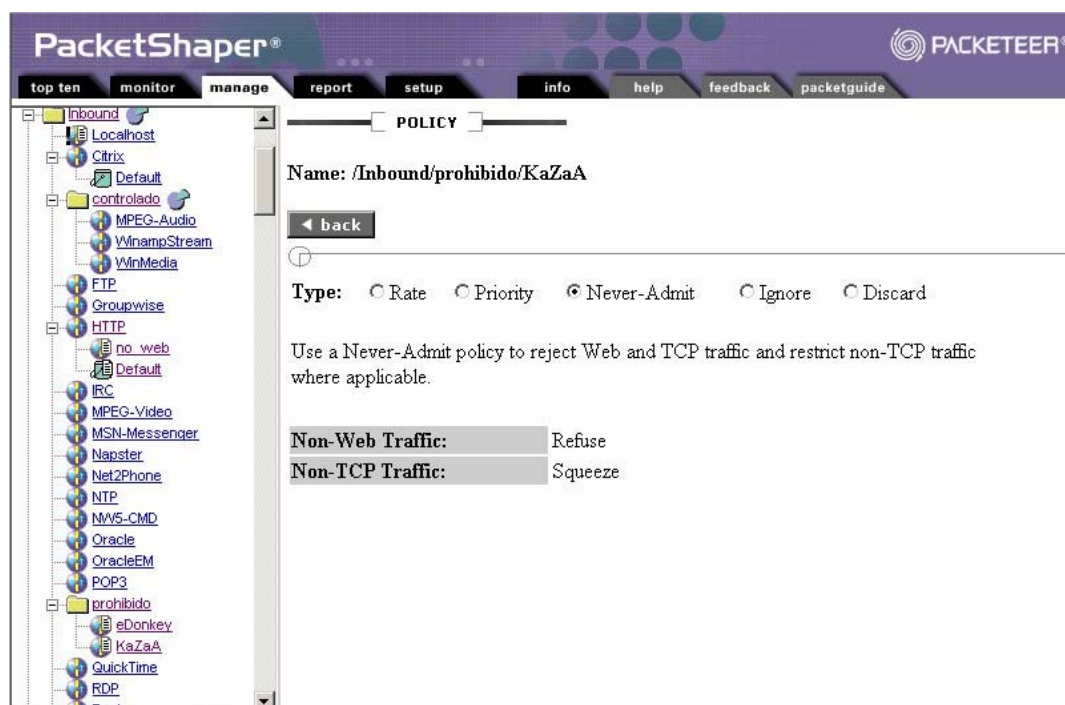 PacketShaper®
PACKETEER®
top ten monitor manage report setup info help feedback packetguide
Inbound
Localhost
Citrix
Default
controlado
MPEG-Audio
WinampStream
WinMedia
FTP
Groupwise
HTTP
no_web
Default
IRC
MPEG-Video
MSN-Messenger
Napster
Net2Phone
NTP
NW5-CMD
Oracle
OracleEM
POP3
prohibido
eDonkey
KaZaA
QuickTime
RDP
POLICY
Name: /Inbound/prohibido/KaZaA
back
Type: Rate Priority Never-Admit Ignore Discard
Use a Never-Admit policy to reject Web and TCP traffic and restrict non-TCP traffic
where applicable.
Non-Web Traffic: Refuse
Non-TCP Traffic: Squeeze